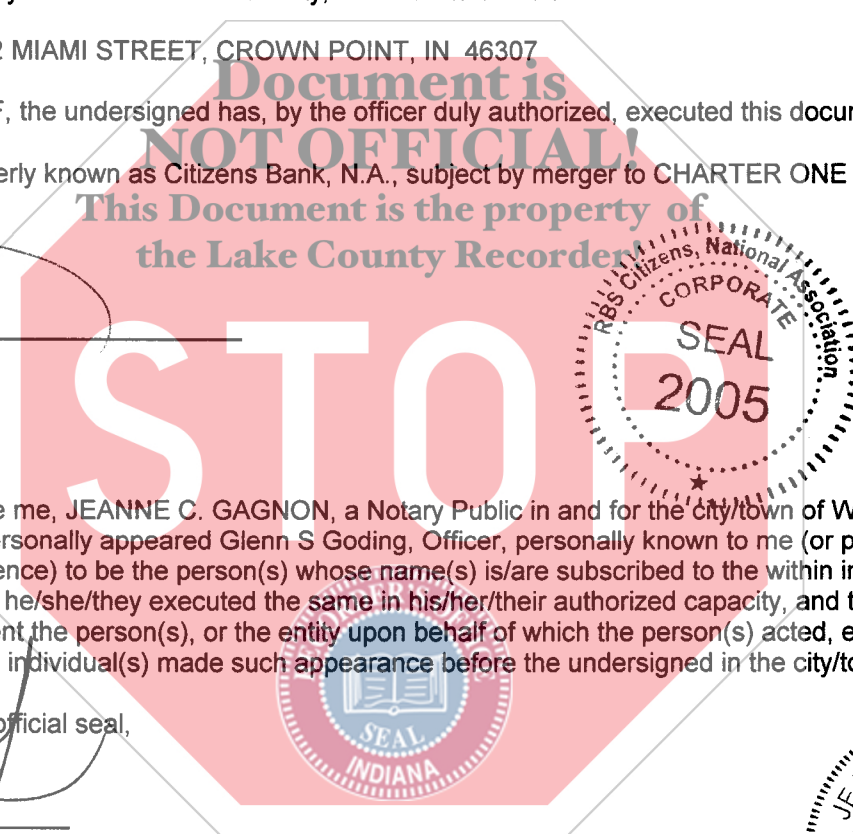 2 MIAMI STREET, CROWN POINT, IN 46307
Document is
F, the undersigned has, by the officer duly authorized, executed this docu
NOT OFFICIAL!
erly known as Citizens Bank, N.A., subject by merger to CHARTER ONE
This Document is the property of
the Lake County Recorder!
RBS Citizens, National Association
CORPORATE
SEAL
2005
STOP
e me, JEANNE C. GAGNON, a Notary Public in and for the city/town of W
ersonally appeared Glenn S Goding, Officer, personally known to me (or p
ence) to be the person(s) whose name(s) is/are subscribed to the within in
he/she/they executed the same in his/her/their authorized capacity, and t
ent the person(s), or the entity upon behalf of which the person(s) acted, e
individual(s) made such appearance before the undersigned in the city/to
RECORDER'S OFFICE
SEAL
INDIANA
official seal,
JE